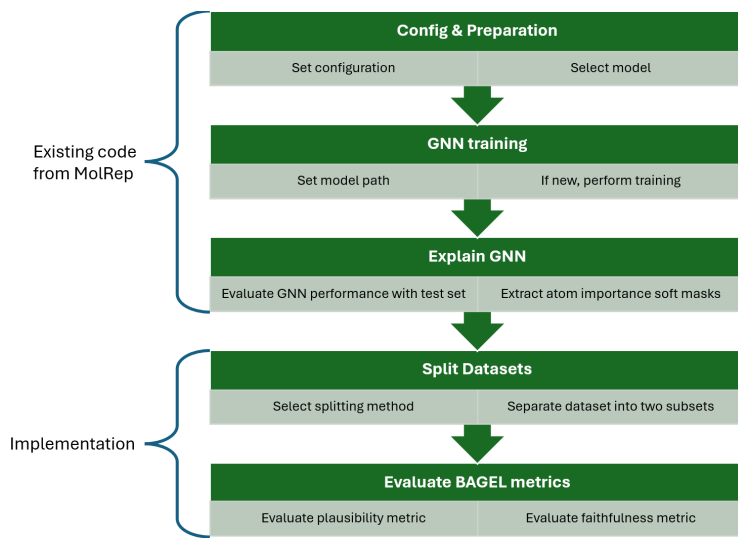 Config & Preparation
Set configuration
Select model
Existing code
from MolRep
GNN training
Set model path
If new, perform training
Explain GNN
Evaluate GNN performance with test set
Extract atom importance soft masks
Split Datasets
Select splitting method
Separate dataset into two subsets
Implementation
Evaluate BAGEL metrics
Evaluate plausibility metric
Evaluate faithfulness metric